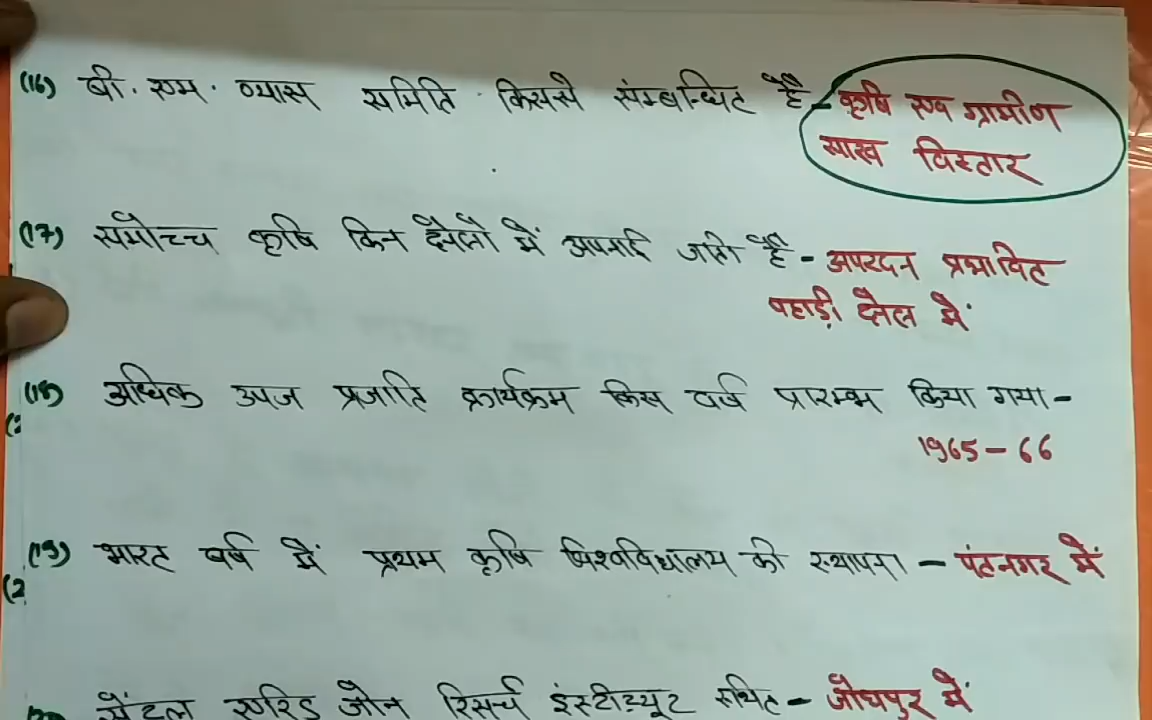 (16) बी. एम. व्यास समिति किससे संम्बन्धित है - कृषि एवं ग्रामीण
साख विस्तार
(17) समोच्च कृषि किन क्षेत्रो में अपनाई जाती है - अपरदन प्रभावित
पहाड़ी क्षेत्र में
(18) अधिक उपज प्रजाति कार्यक्रम किस वर्ष प्रारम्भ किया गया -
1965-66
(19) भारत वर्ष में प्रथम कृषि विश्वविधालय की स्थापना - पंतनगर में
सेंट्रल एरिड जोन रिसर्च इंस्टीट्यूट स्थित - जोधपुर में